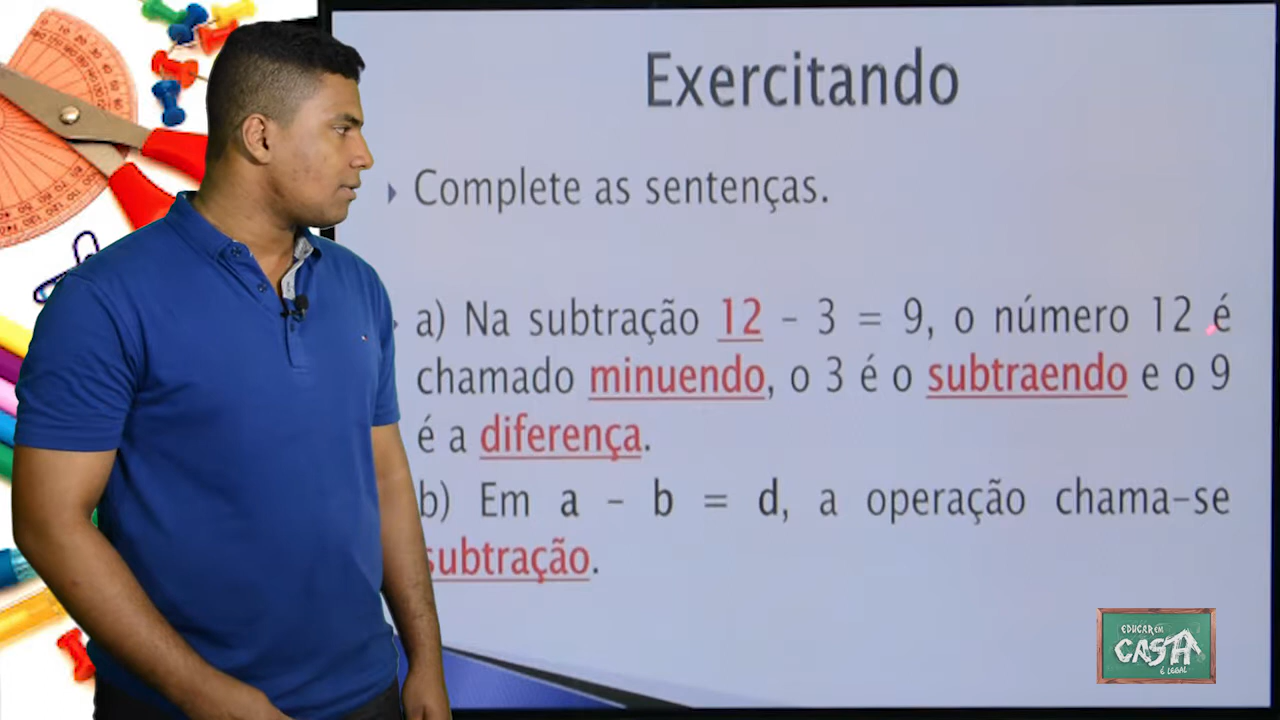 Exercitando
Complete as sentenças.
a) Na subtração 12 - 3 = 9, o número 12 é
chamado minuendo, o 3 é o subtraendo e o 9
é a diferença.
b) Em a - b = d, a operação chama-se
subtração.
EDUCAR EM
CASA
É LEGAL